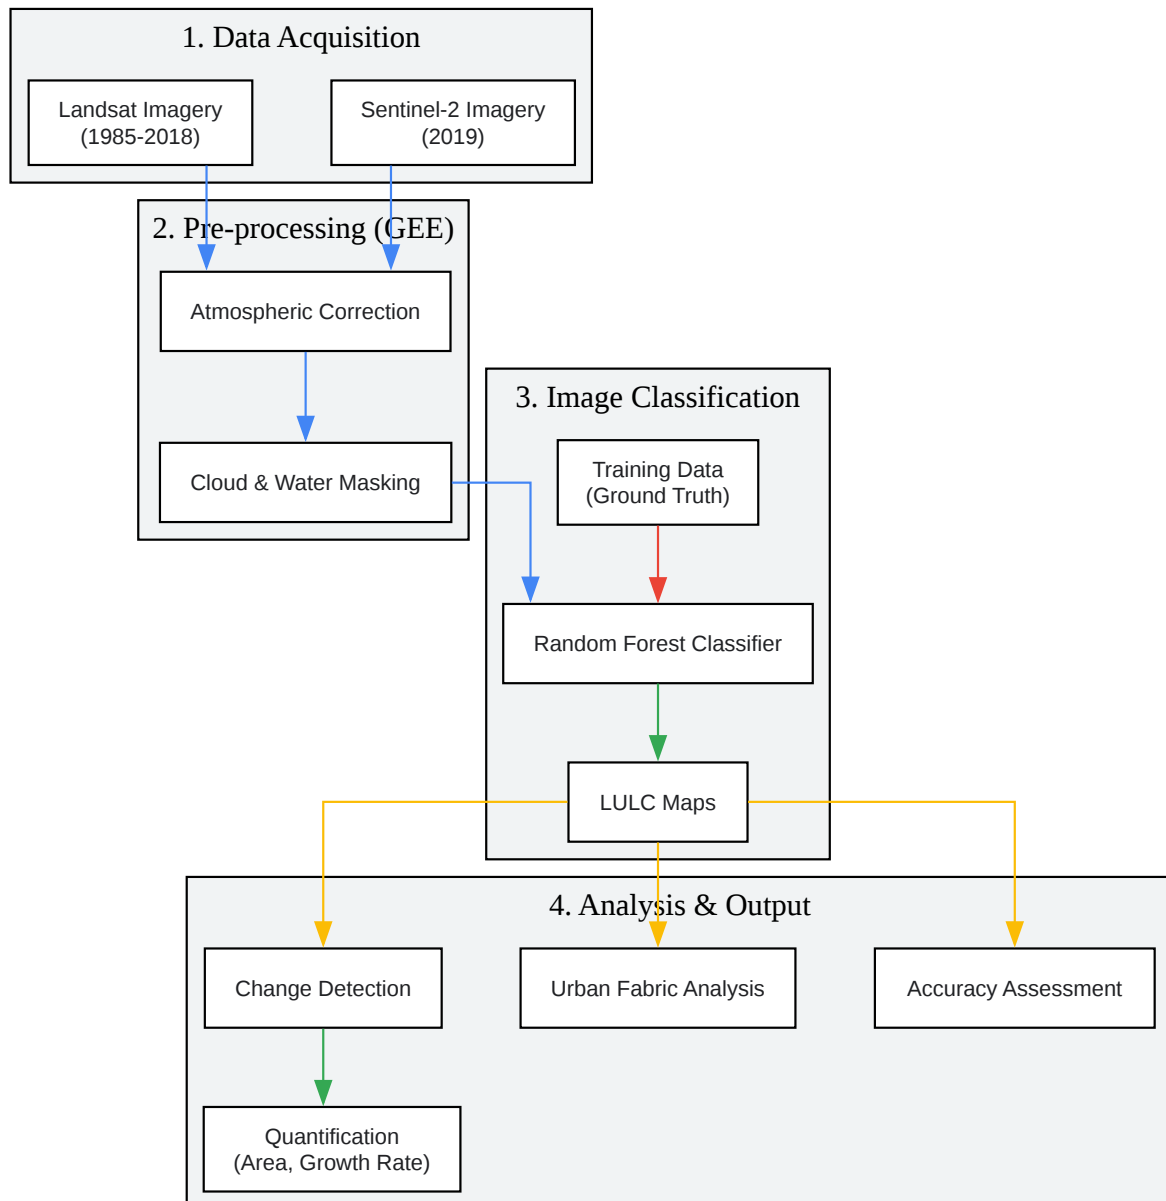 1. Data Acquisition
Landsat Imagery
(1985-2018)
Sentinel-2 Imagery
(2019)
2. Pre-processing (GEE)
Atmospheric Correction
Cloud & Water Masking
3. Image Classification
Training Data
(Ground Truth)
Random Forest Classifier
LULC Maps
4. Analysis & Output
Change Detection
Urban Fabric Analysis
Accuracy Assessment
Quantification
(Area, Growth Rate)